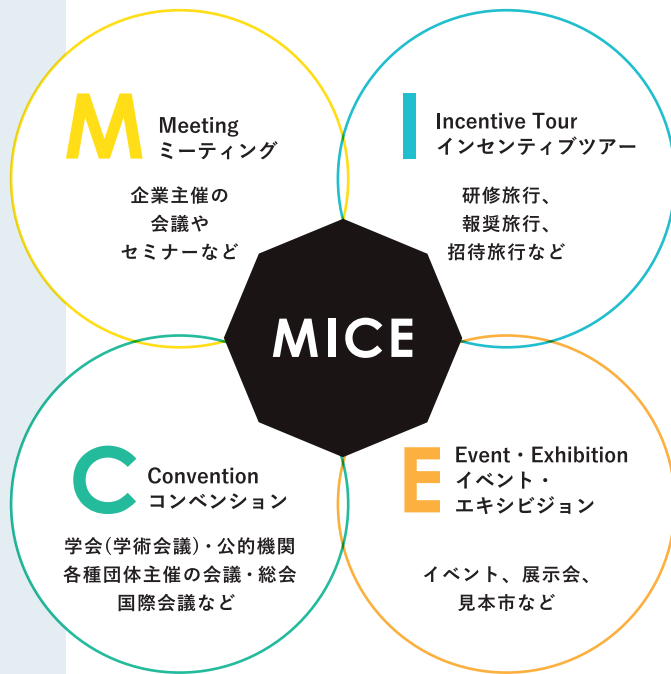 M Meeting
ミーティング
企業主催の
会議や
セミナーなど
I Incentive Tour
インセンティブツアー
研修旅行、
報奨旅行、
招待旅行など
MICE
C Convention
コンベンション
学会(学術会議)・公的機関
各種団体主催の会議・総会
国際会議など
E Event・Exhibition
イベント・
エキシビジョン
イベント、展示会、
見本市など